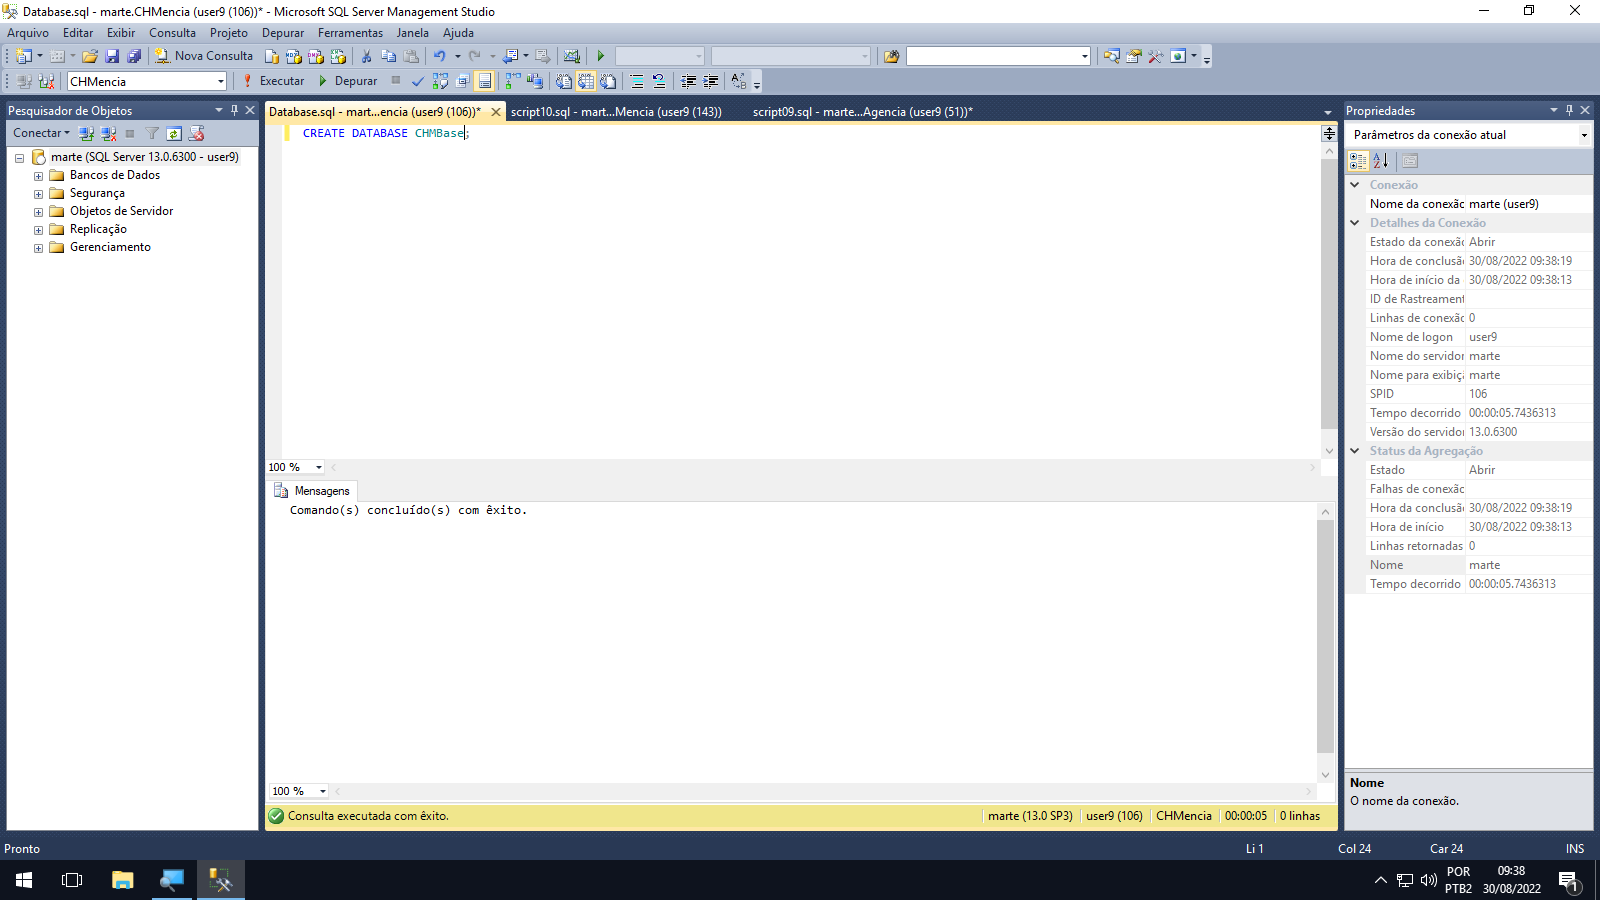 Database.sql - marte.CHMencia (user9 (106))* - Microsoft SQL Server Management Studio
Arquivo Editar Exibir Consulta Projeto Depurar Ferramentas Janela Ajuda
Nova Consulta
CHMencia Executar Depurar
Pesquisador de Objetos
Conectar
marte (SQL Server 13.0.6300 - user9)
Bancos de Dados
Segurança
Objetos de Servidor
Replicação
Gerenciamento
Database.sql - mart...encia (user9 (106))* script10.sql - mart...Mencia (user9 (143)) script09.sql - marte...Agencia (user9 (51))*
CREATE DATABASE CHMBase;
100 %
Mensagens
Comando(s) concluído(s) com êxito.
100 %
Consulta executada com êxito. marte (13.0 SP3) user9 (106) CHMencia 00:00:05 0 linhas
Propriedades
Parâmetros da conexão atual
Conexão
Nome da conexão marte (user9)
Detalhes da Conexão
Estado da conexão Abrir
Hora de conclusã 30/08/2022 09:38:19
Hora de início da 30/08/2022 09:38:13
ID de Rastreament
Linhas de conexão 0
Nome de logon user9
Nome do servidor marte
Nome para exibiç marte
SPID 106
Tempo decorrido 00:00:05.7436313
Versão do servidor 13.0.6300
Status da Agregação
Estado Abrir
Falhas de conexão
Hora da conclusã 30/08/2022 09:38:19
Hora de início 30/08/2022 09:38:13
Linhas retornadas 0
Nome marte
Tempo decorrido 00:00:05.7436313
Nome
O nome da conexão.
Pronto Li 1 Col 24 Car 24 INS
POR
PTB2
09:38
30/08/2022
1